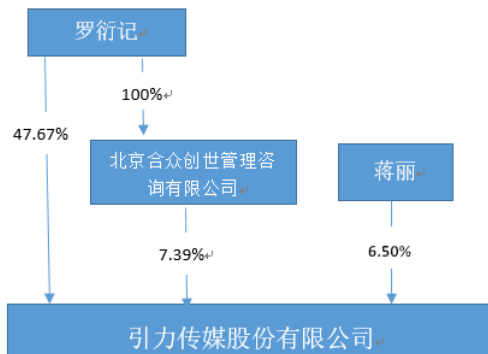 罗衍记
100%
47.67%
北京合众创世管理咨
询有限公司
蒋丽
7.39%
6.50%
引力传媒股份有限公司